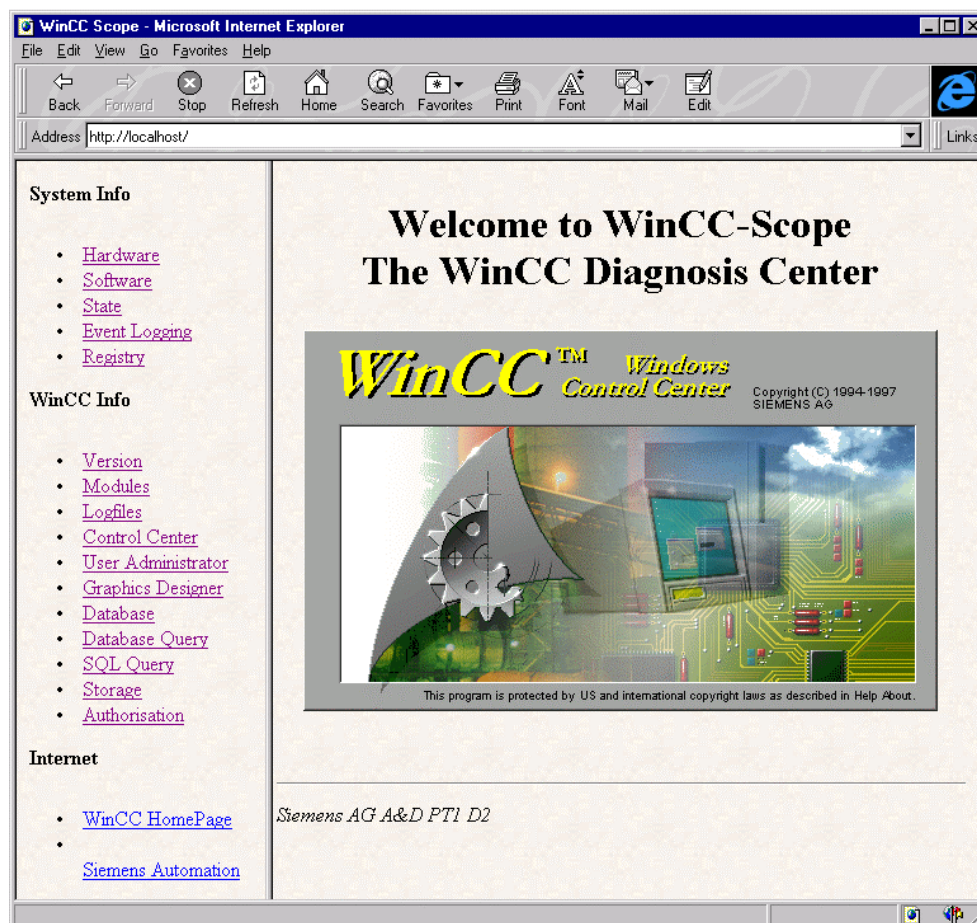 WinCC Scope - Microsoft Internet Explorer
File Edit View Go Favorites Help
Back Forward Stop Refresh Home Search Favorites Print Font Mail Edit
Address http://localhost/ Links
System Info
Hardware
Software
State
Event Logging
Registry
WinCC Info
Version
Modules
Logfiles
Control Center
User Administrator
Graphics Designer
Database
Database Query
SQL Query
Storage
Authorisation
Internet
WinCC HomePage
Siemens Automation
Welcome to WinCC-Scope
The WinCC Diagnosis Center
WinCC TM Windows
Control Center
Copyright (C) 1994-1997
SIEMENS AG
This program is protected by US and international copyright laws as described in Help About.
Siemens AG A&D PT1 D2